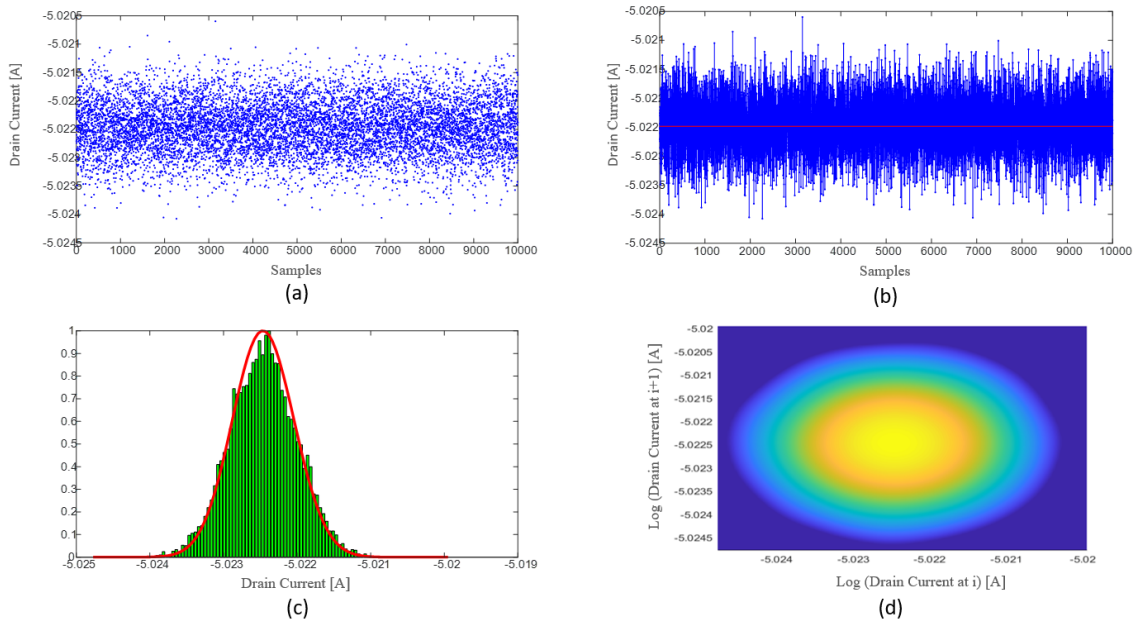 -5.0205
-5.021
-5.0215
-5.022
-5.0225
-5.023
-5.0235
-5.024
-5.0245
Drain Current [A]
0 1000 2000 3000 4000 5000 6000 7000 8000 9000 10000
Samples
(a)
-5.0205
-5.021
-5.0215
-5.022
-5.0225
-5.023
-5.0235
-5.024
-5.0245
Drain Current [A]
0 1000 2000 3000 4000 5000 6000 7000 8000 9000 10000
Samples
(b)
1
0.9
0.8
0.7
0.6
0.5
0.4
0.3
0.2
0.1
0
-5.025 -5.024 -5.023 -5.022 -5.021 -5.02 -5.019
Drain Current [A]
(c)
Log (Drain Current at i+1) [A]
-5.02
-5.0205
-5.021
-5.0215
-5.022
-5.0225
-5.023
-5.0235
-5.024
-5.0245
-5.024 -5.023 -5.022 -5.021 -5.02
Log (Drain Current at i) [A]
(d)